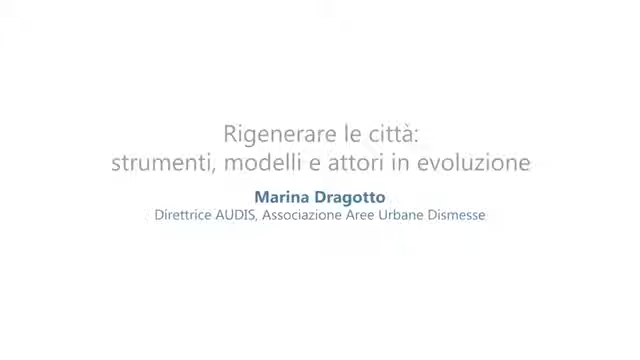 Rigenerare le città:
strumenti, modelli e attori in evoluzione
Marina Dragotto
Direttrice AUDIS, Associazione Aree Urbane Dismesse